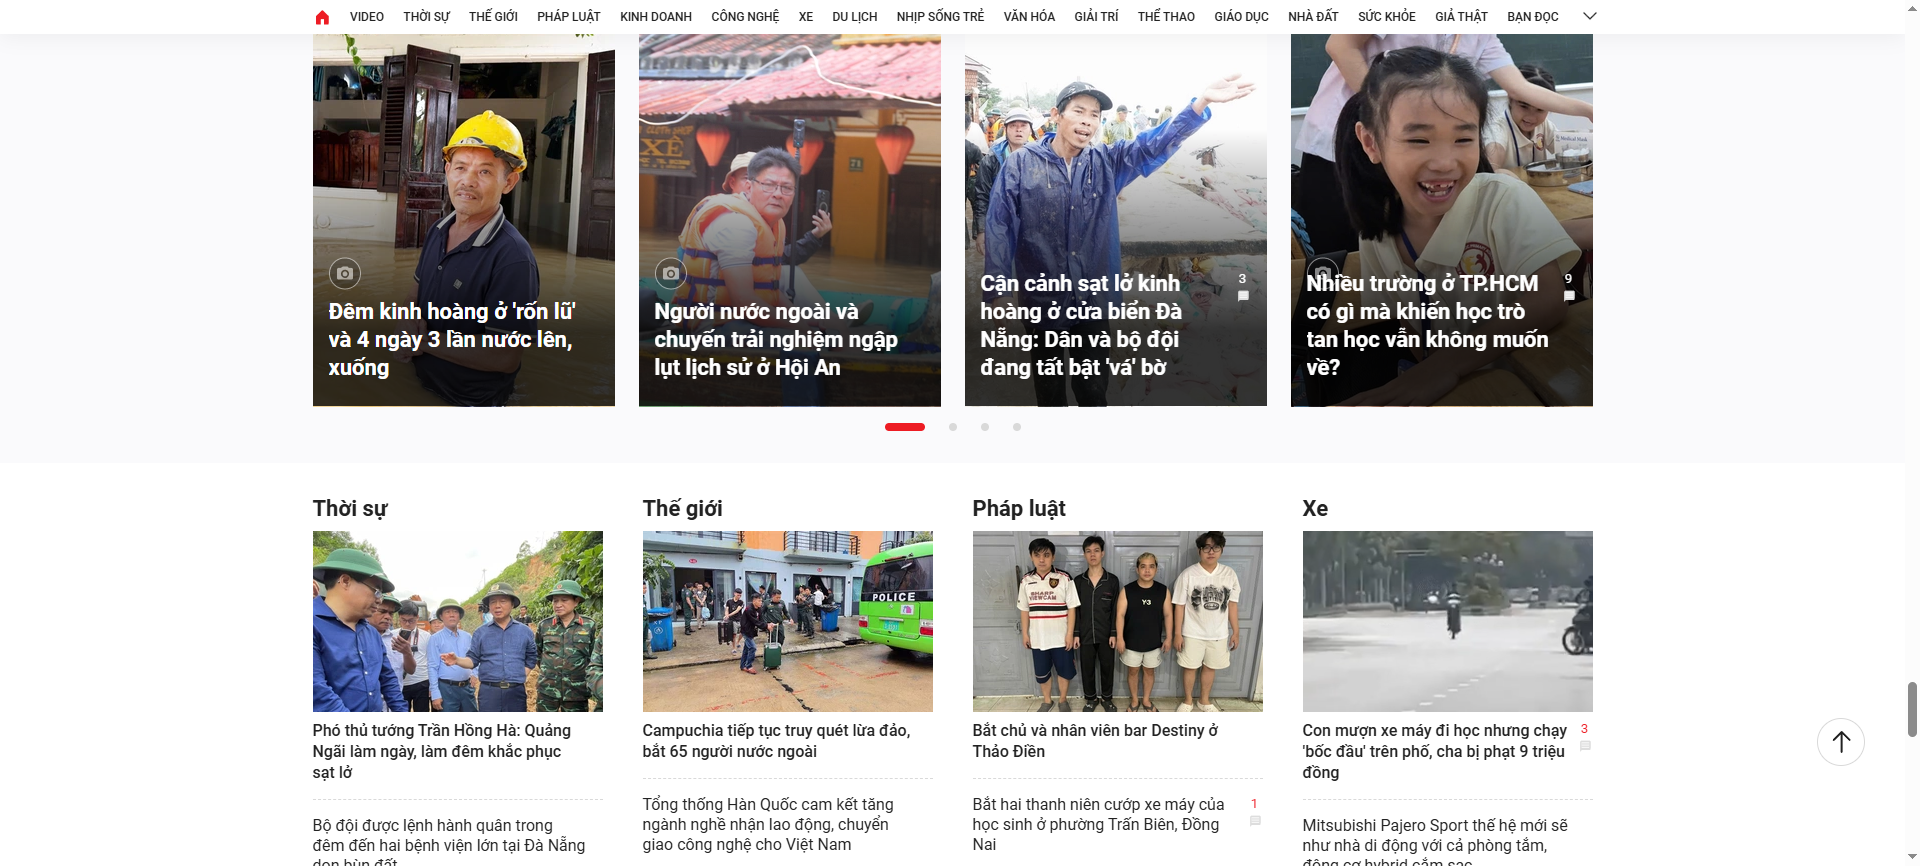 VIDEO THỜI SỰ THẾ GIỚI PHÁP LUẬT KINH DOANH CÔNG NGHỆ XE DU LỊCH NHỊP SỐNG TRẺ VĂN HÓA GIẢI TRÍ THỂ THAO GIÁO DỤC NHÀ ĐẤT SỨC KHỎE GIẢ THẬT BẠN ĐỌC
Đêm kinh hoàng ở 'rốn lũ'
và 4 ngày 3 lần nước lên,
xuống
XÉ
21
Người nước ngoài và
chuyến trải nghiệm ngập
lụt lịch sử ở Hội An
Cận cảnh sạt lở kinh
hoàng ở cửa biển Đà
Nẵng: Dân và bộ đội
đang tất bật 'vá' bờ
3
Nhiều trường ở TP.HCM
có gì mà khiến học trò
tan học vẫn không muốn
về?
9
Thời sự
Phó thủ tướng Trần Hồng Hà: Quảng
Ngãi làm ngày, làm đêm khắc phục
sạt lở
Bộ đội được lệnh hành quân trong
đêm đến hai bệnh viện lớn tại Đà Nẵng
dọn bùn đất
Thế giới
POLICE
Campuchia tiếp tục truy quét lừa đảo,
bắt 65 người nước ngoài
Tổng thống Hàn Quốc cam kết tăng
ngành nghề nhận lao động, chuyển
giao công nghệ cho Việt Nam
Pháp luật
SHARP
VIEWCAM
Y-3
Bắt chủ và nhân viên bar Destiny ở
Thảo Điền
Bắt hai thanh niên cướp xe máy của
học sinh ở phường Trấn Biên, Đồng
Nai
1
Xe
Con mượn xe máy đi học nhưng chạy
'bốc đầu' trên phố, cha bị phạt 9 triệu
đồng
3
Mitsubishi Pajero Sport thế hệ mới sẽ
như nhà di động với cả phòng tắm,
động cơ hybrid cắm sạc